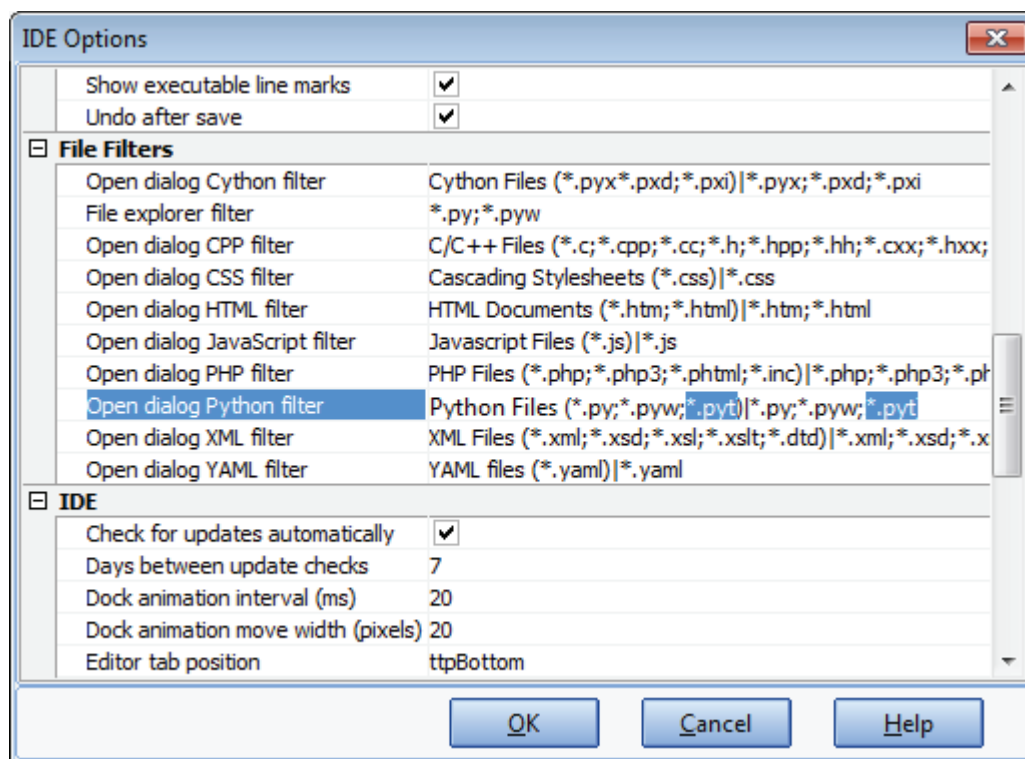 IDE Options
Show executable line marks
Undo after save
File Filters
Open dialog Cython filter Cython Files (*.pyx*.pxd;*.pxi)|*.pyx;*.pxd;*.pxi
File explorer filter *.py;*.pyw
Open dialog CPP filter C/C++ Files (*.c;*.cpp;*.cc;*.h;*.hpp;*.hh;*.cxx;*.hxx;
Open dialog CSS filter Cascading Stylesheets (*.css)|*.css
Open dialog HTML filter HTML Documents (*.htm;*.html)|*.htm;*.html
Open dialog JavaScript filter Javascript Files (*.js)|*.js
Open dialog PHP filter PHP Files (*.php;*.php3;*.phtml;*.inc)|*.php;*.php3;*.ph
Open dialog Python filter Python Files (*.py;*.pyw;*.pyt)|*.py;*.pyw;*.pyt
Open dialog XML filter XML Files (*.xml;*.xsd;*.xsl;*.xslt;*.dtd)|*.xml;*.xsd;*.x
Open dialog YAML filter YAML files (*.yaml)|*.yaml
IDE
Check for updates automatically
Days between update checks 7
Dock animation interval (ms) 20
Dock animation move width (pixels) 20
Editor tab position ttpBottom
OK Cancel Help